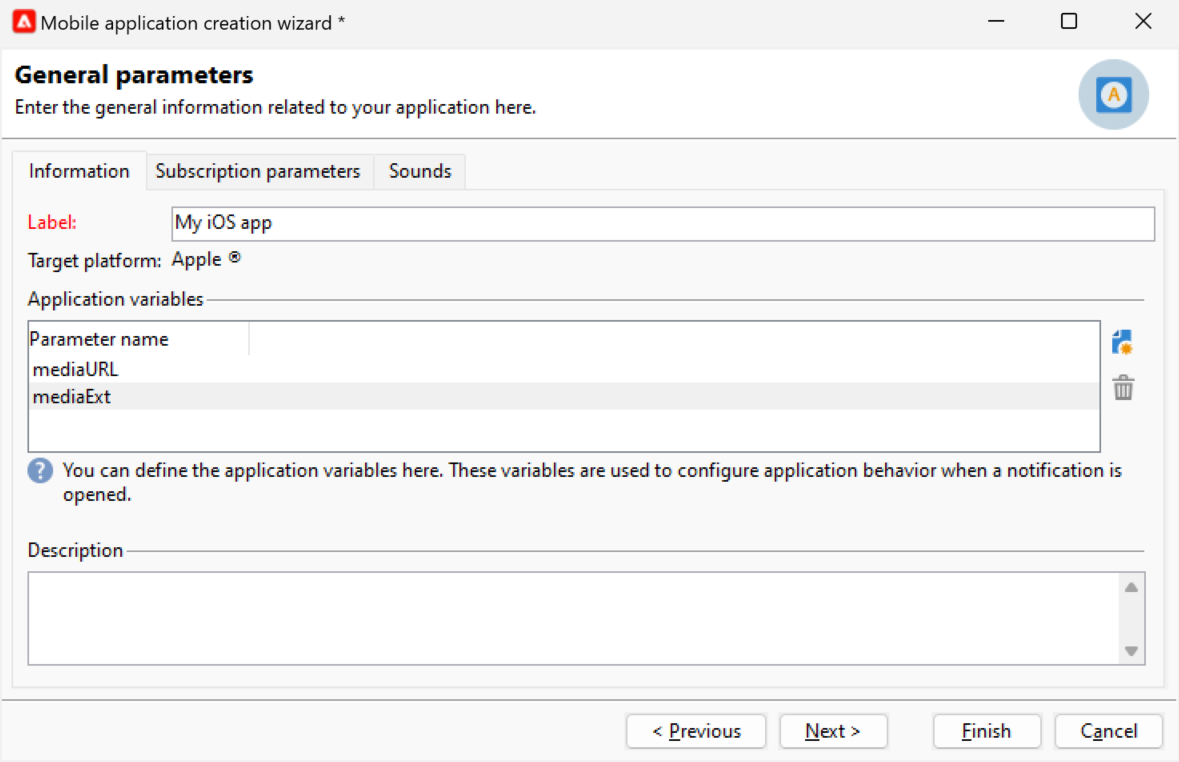 Mobile application creation wizard *
General parameters
Enter the general information related to your application here.
A
Information Subscription parameters Sounds
Label: My iOS app
Target platform: Apple ®
Application variables
Parameter name
mediaURL
mediaExt
? You can define the application variables here. These variables are used to configure application behavior when a notification is
opened.
Description
< Previous Next > Finish Cancel